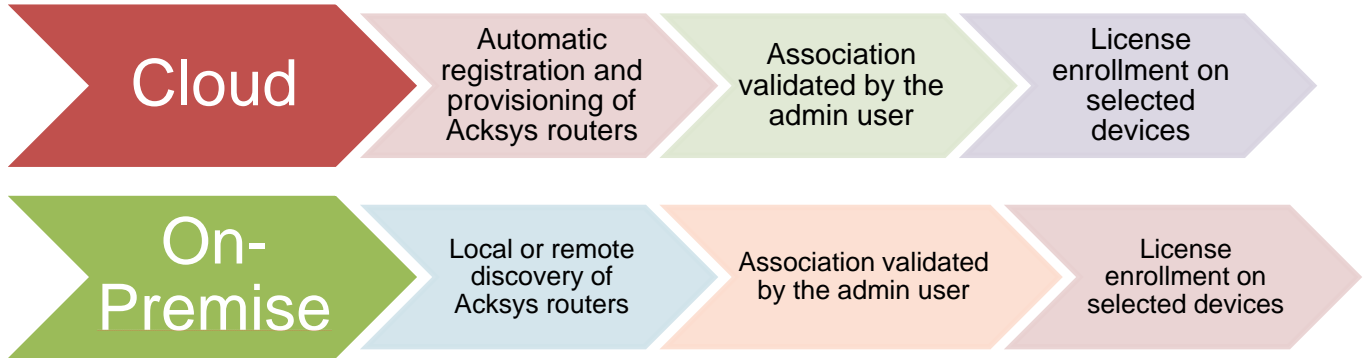 Cloud
Automatic
registration and
provisioning of
Acksys routers
Association
validated by the
admin user
License
enrollment on
selected
devices
On-
Premise
Local or remote
discovery of
Acksys routers
Association validated
by the admin user
License
enrollment on
selected devices